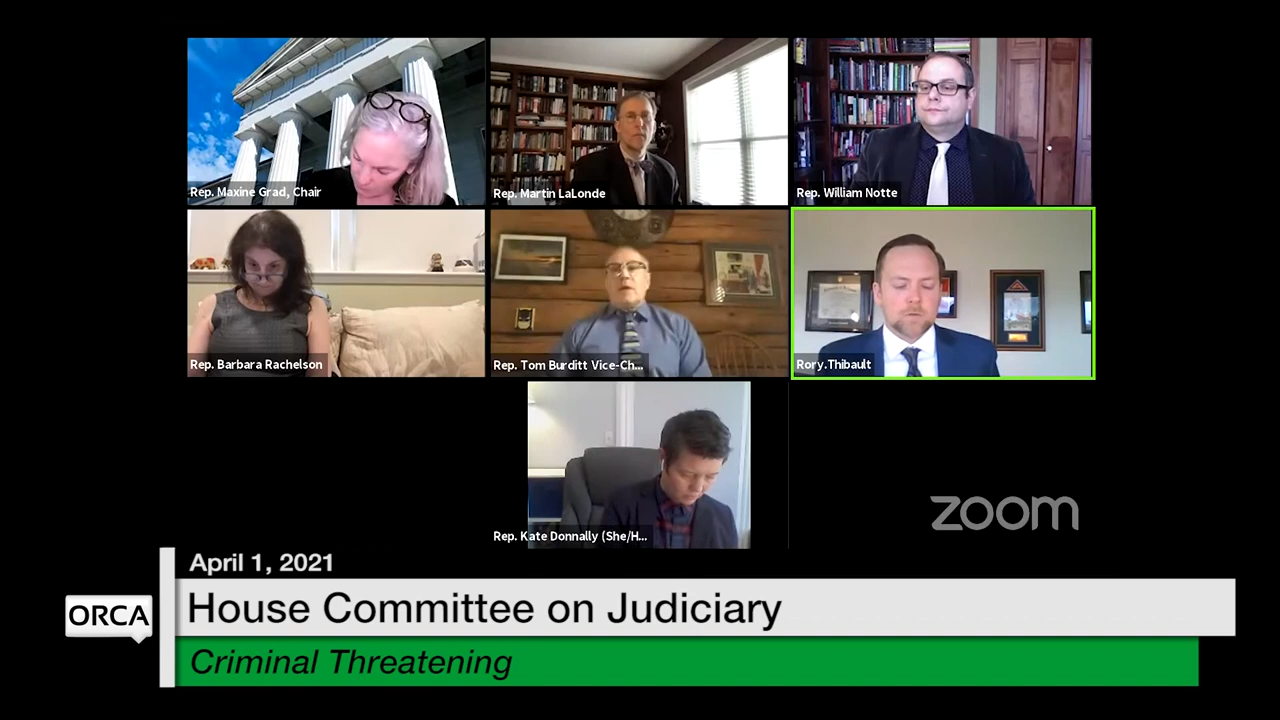 Rep. Maxine Grad, Chair
Rep. Martin LaLonde
Rep. William Notte
Rep. Barbara Rachelson
Rep. Tom Burditt Vice-Ch...
Rory.Thibault
Rep. Kate Donnally (She/H...
zoom
April 1, 2021
ORCA
House Committee on Judiciary
Criminal Threatening